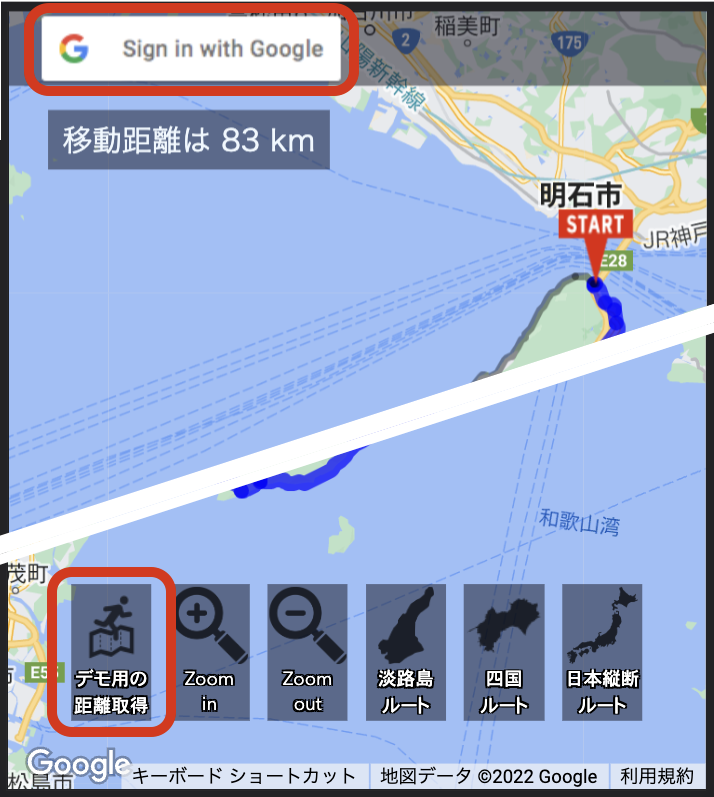 Sign in with Google
2
稲美町
175
山陽新幹線
移動距離は 83 km
明石市
START
JR神戸
E28
和歌山湾
茂町
市
E55
デモ用の
距離取得
Zoom
in
Zoom
out
淡路島
ルート
四国
ルート
日本縦断
ルート
松島市
Google
キーボード ショートカット
地図データ ©2022 Google
利用規約